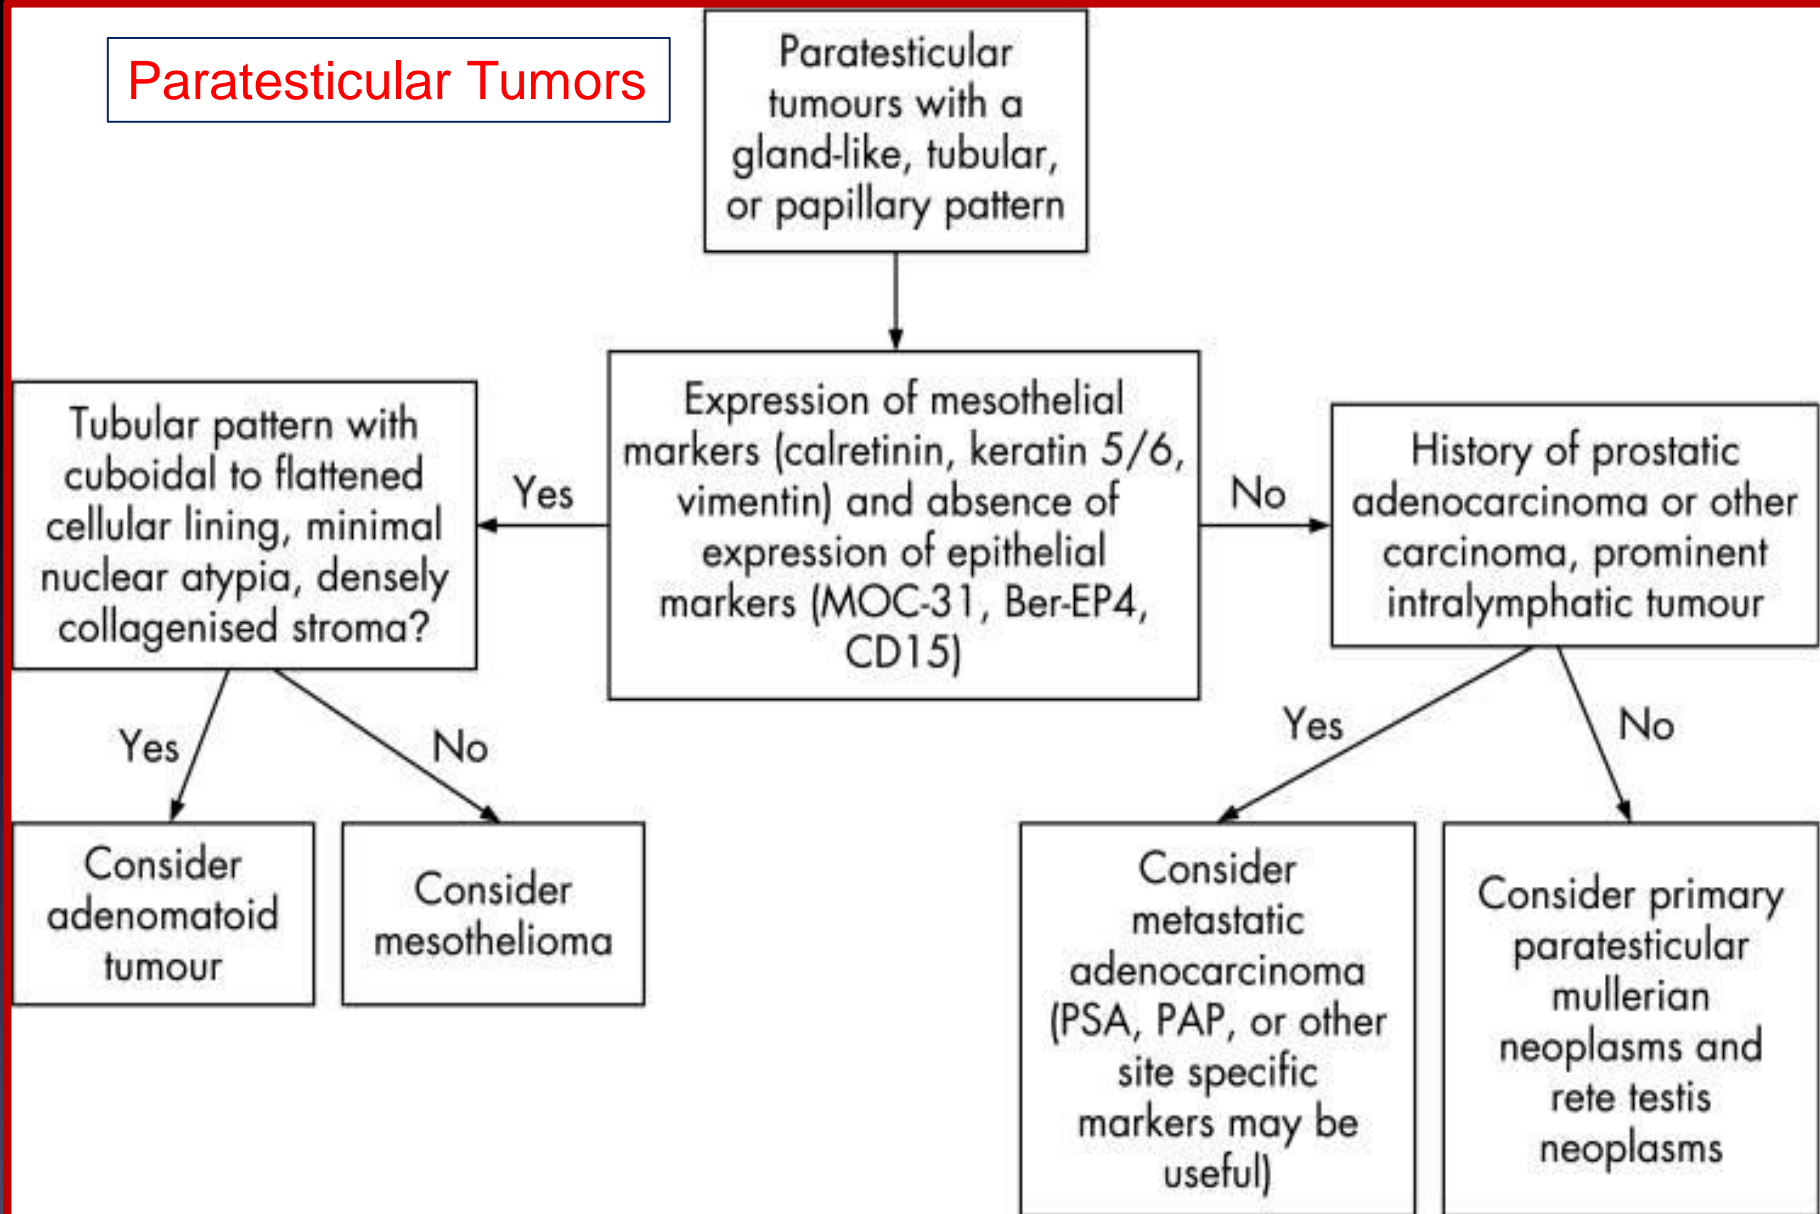 Paratesticular Tumors
Paratesticular
tumours with a
gland-like, tubular,
or papillary pattern
Expression of mesothelial
markers (calretinin, keratin 5/6,
vimentin) and absence of
expression of epithelial
markers (MOC-31, Ber-EP4,
CD15)
Yes
No
Tubular pattern with
cuboidal to flattened
cellular lining, minimal
nuclear atypia, densely
collagenised stroma?
History of prostatic
adenocarcinoma or other
carcinoma, prominent
intralymphatic tumour
Yes
No
Yes
No
Consider
adenomatoid
tumour
Consider
mesothelioma
Consider
metastatic
adenocarcinoma
(PSA, PAP, or other
site specific
markers may be
useful)
Consider primary
paratesticular
mullerian
neoplasms and
rete testis
neoplasms